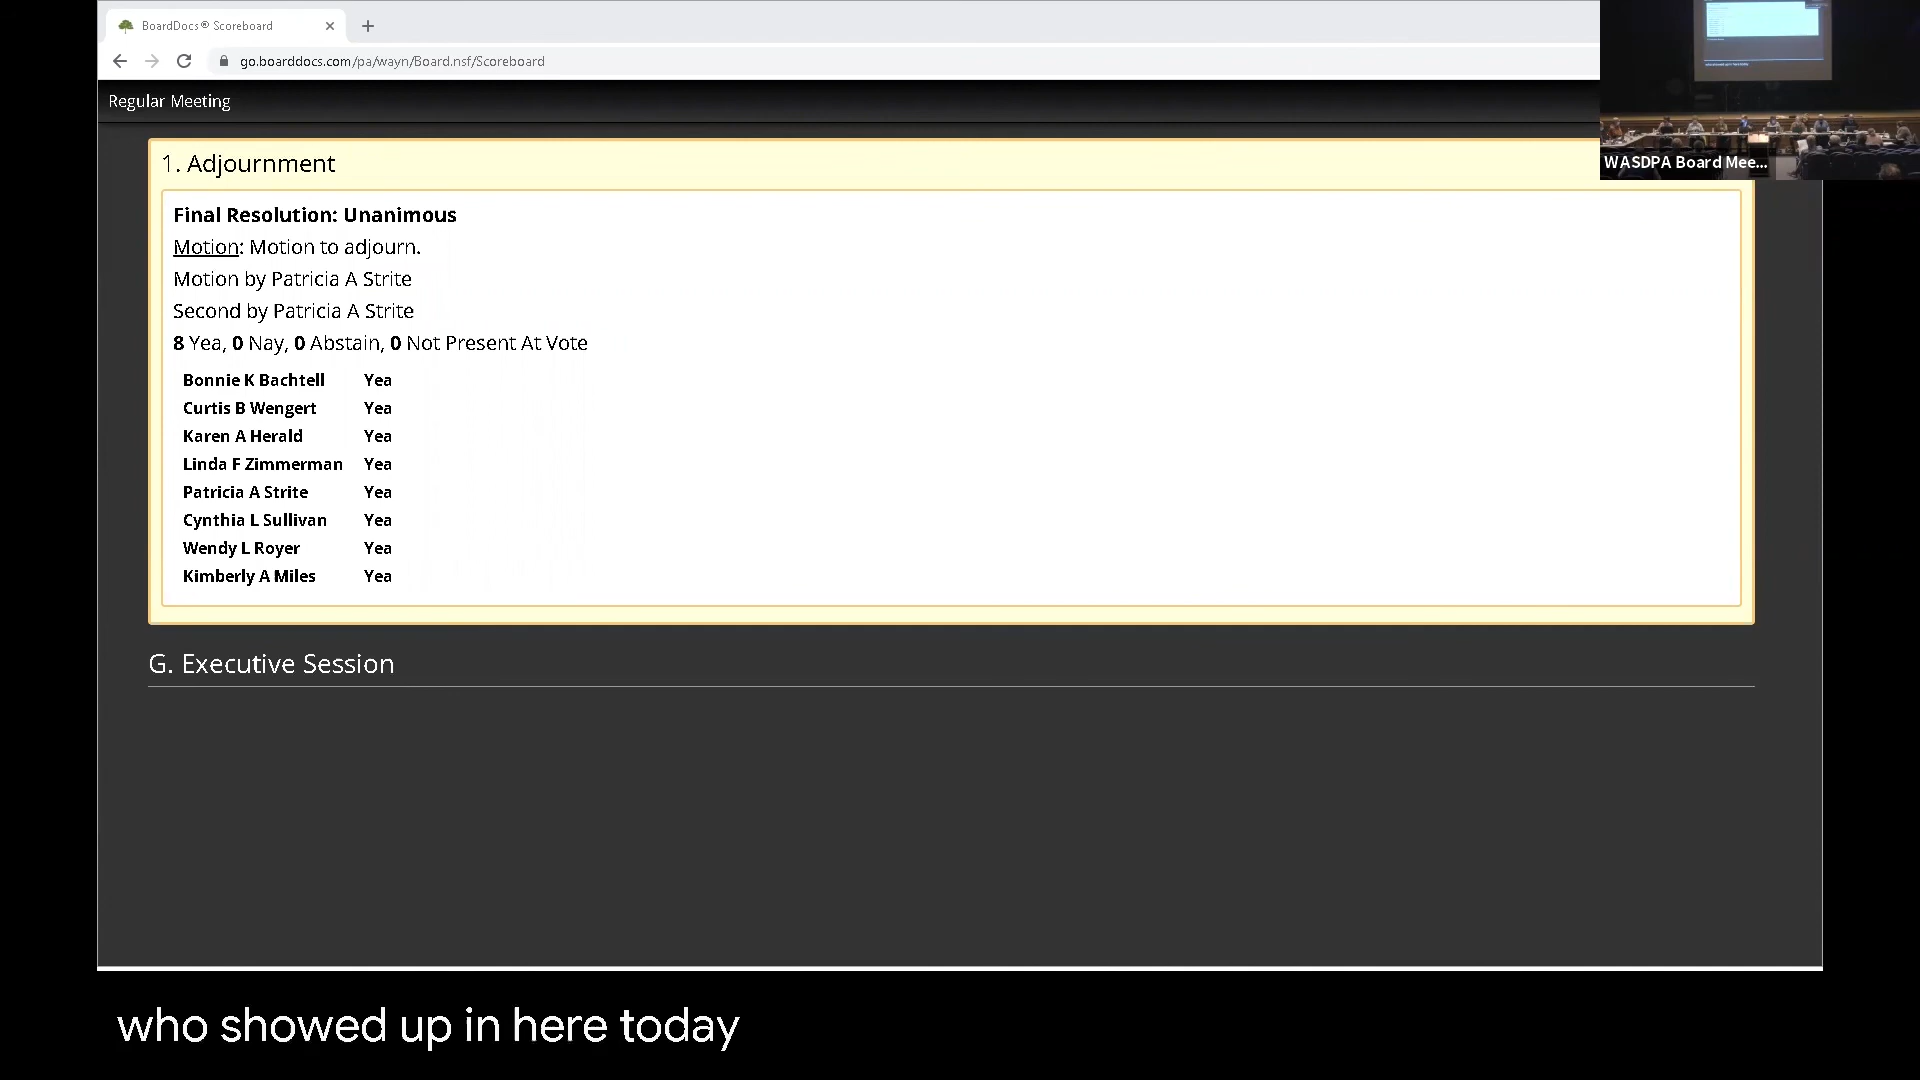 BoardDocs® Scoreboard
go.boarddocs.com/pa/wayn/Board.nsf/Scoreboard
Regular Meeting
WASDPA Board Mee...
1. Adjournment
Final Resolution: Unanimous
Motion: Motion to adjourn.
Motion by Patricia A Strite
Second by Patricia A Strite
8 Yea, 0 Nay, 0 Abstain, 0 Not Present At Vote
Bonnie K Bachtell Yea
Curtis B Wengert Yea
Karen A Herald Yea
Linda F Zimmerman Yea
Patricia A Strite Yea
Cynthia L Sullivan Yea
Wendy L Royer Yea
Kimberly A Miles Yea
G. Executive Session
who showed up in here today